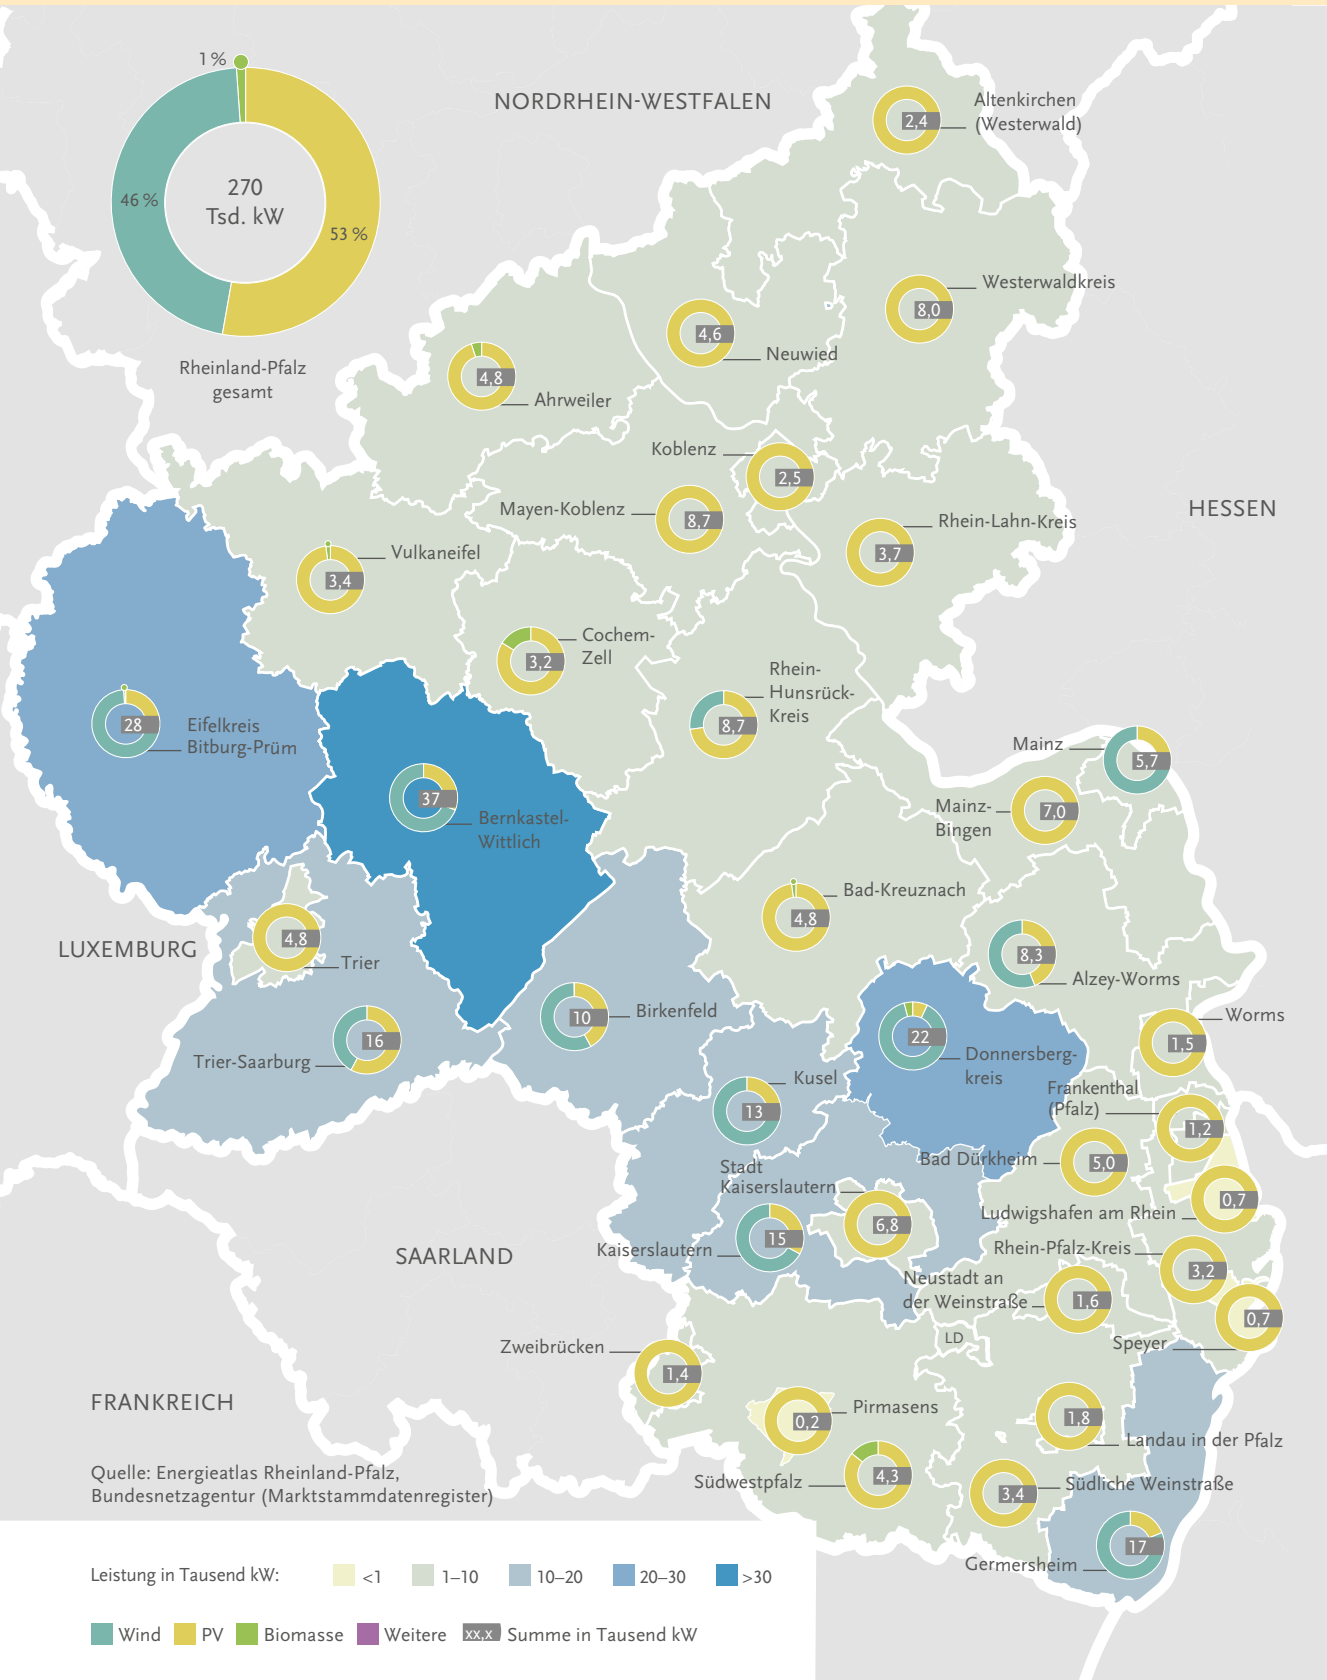 1 %
46 %
270
Tsd. kW
53 %
Rheinland-Pfalz
gesamt
NORDRHEIN-WESTFALEN
Altenkirchen
(Westerwald)
2,4
Westerwaldkreis
8,0
4,6
Neuwied
4,8
Ahrweiler
Koblenz
2,5
Mayen-Koblenz
8,7
HESSEN
Rhein-Lahn-Kreis
3,7
Vulkaneifel
3,4
Cochem-
Zell
3,2
Rhein-
Hunsrück-
Kreis
8,7
28
Eifelkreis
Bitburg-Prüm
Mainz
5,7
37
Bernkastel-
Wittlich
Mainz-
Bingen
7,0
Bad-Kreuznach
4,8
LUXEMBURG
4,8
Trier
8,3
Alzey-Worms
10
Birkenfeld
Worms
1,5
16
Trier-Saarburg
22
Donnersberg-
kreis
Kusel
13
Frankenthal
(Pfalz)
1,2
Bad Dürkheim
5,0
Stadt
Kaiserslautern
6,8
0,7
Ludwigshafen am Rhein
SAARLAND
Kaiserslautern
15
Rhein-Pfalz-Kreis
3,2
Neustadt an
der Weinstraße
1,6
0,7
Speyer
LD
Zweibrücken
1,4
FRANKREICH
Pirmasens
0,2
1,8
Landau in der Pfalz
Südwestpfalz
4,3
3,4
Südliche Weinstraße
17
Germersheim
Quelle: Energieatlas Rheinland-Pfalz,
Bundesnetzagentur (Marktstammdatenregister)
Leistung in Tausend kW: <1 1–10 10–20 20–30 >30
Wind PV Biomasse Weitere xx,x Summe in Tausend kW